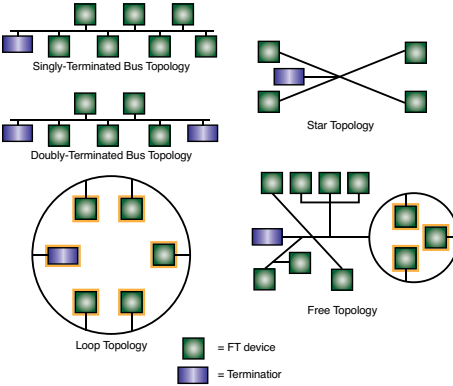 Singly-Terminated Bus Topology
Star Topology
Doubly-Terminated Bus Topology
Loop Topology
Free Topology
= FT device
= Terminatior